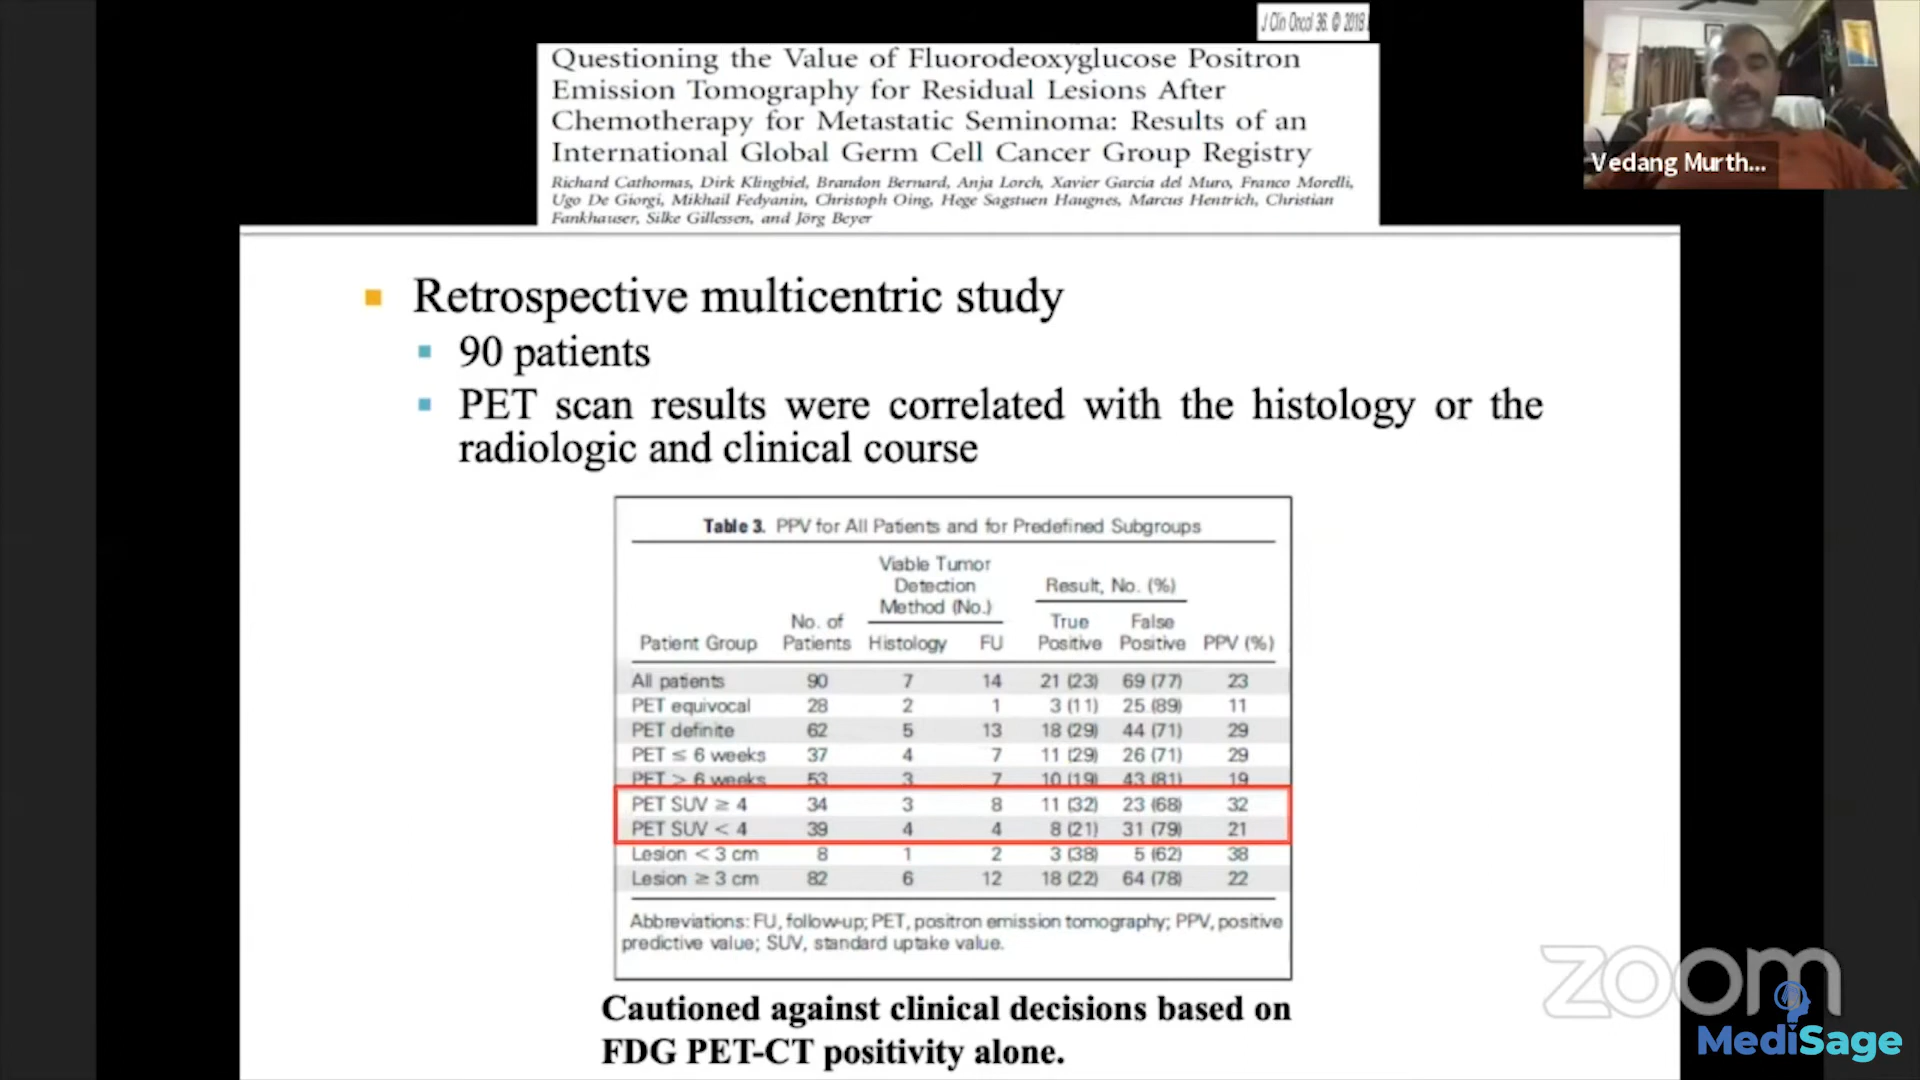 J Clin Oncol 36. © 2018
Questioning the Value of Fluorodeoxyglucose Positron
Emission Tomography for Residual Lesions After
Chemotherapy for Metastatic Seminoma: Results of an
International Global Germ Cell Cancer Group Registry
Richard Cathomas, Dirk Klingbiel, Brandon Bernard, Anja Lorch, Xavier Garcia del Muro, Franco Morelli,
Ugo De Giorgi, Mikhail Fedyanin, Christoph Oing, Hege Sagstuen Haugnes, Marcus Hentrich, Christian
Fankhauser, Silke Gillessen, and Jörg Beyer
Vedang Murth...
Retrospective multicentric study
90 patients
PET scan results were correlated with the histology or the
radiologic and clinical course
Table 3. PPV for All Patients and for Predefined Subgroups
Viable Tumor
Detection
Method (No.)
Result, No. (%)
No. of
True
False
Patient Group
Patients
Histology
FU
Positive
Positive
PPV (%)
All patients 90 7 14 21 (23) 69 (77) 23
PET equivocal 28 2 1 3 (11) 25 (89) 11
PET definite 62 5 13 18 (29) 44 (71) 29
PET ≤ 6 weeks 37 4 7 11 (29) 26 (71) 29
PET > 6 weeks 53 3 7 10 (19) 43 (81) 19
PET SUV ≥ 4 34 3 8 11 (32) 23 (68) 32
PET SUV < 4 39 4 4 8 (21) 31 (79) 21
Lesion < 3 cm 8 1 2 3 (38) 5 (62) 38
Lesion ≥ 3 cm 82 6 12 18 (22) 64 (78) 22
Abbreviations: FU, follow-up; PET, positron emission tomography; PPV, positive
predictive value; SUV, standard uptake value.
Cautioned against clinical decisions based on
FDG PET-CT positivity alone.
zoom
MediSage